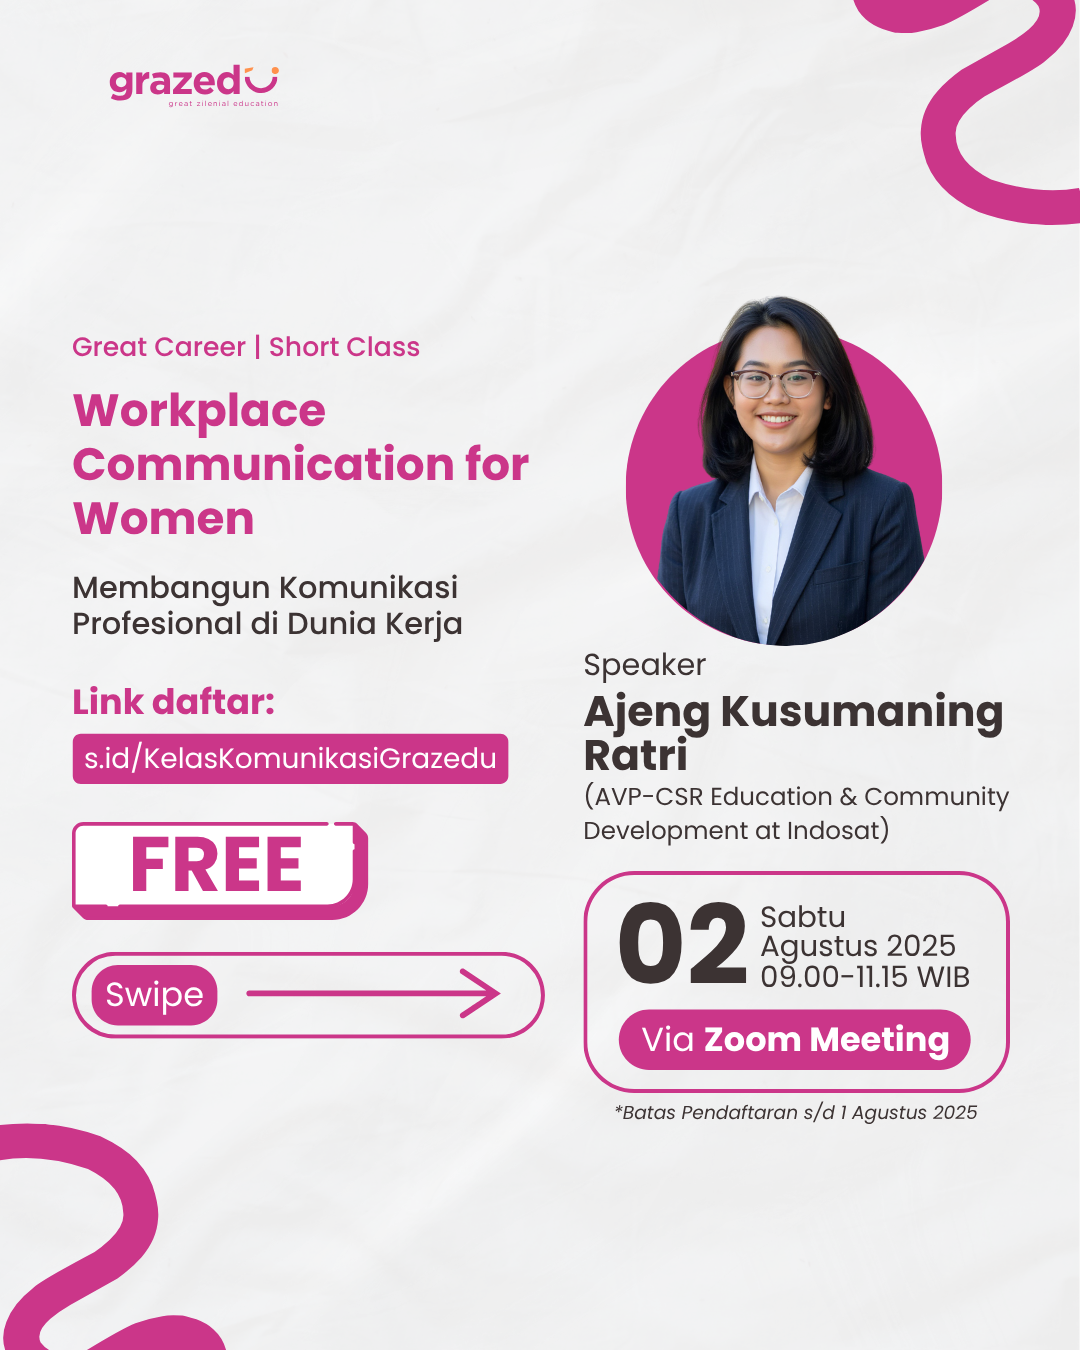 grazedu
great zilenial education
Great Career | Short Class
Workplace
Communication for
Women
Membangun Komunikasi
Profesional di Dunia Kerja
Link daftar:
s.id/KelasKomunikasiGrazedu
FREE
Swipe
Speaker
Ajeng Kusumaning
Ratri
(AVP-CSR Education & Community
Development at Indosat)
02
Sabtu
Agustus 2025
09.00-11.15 WIB
Via Zoom Meeting
*Batas Pendaftaran s/d 1 Agustus 2025